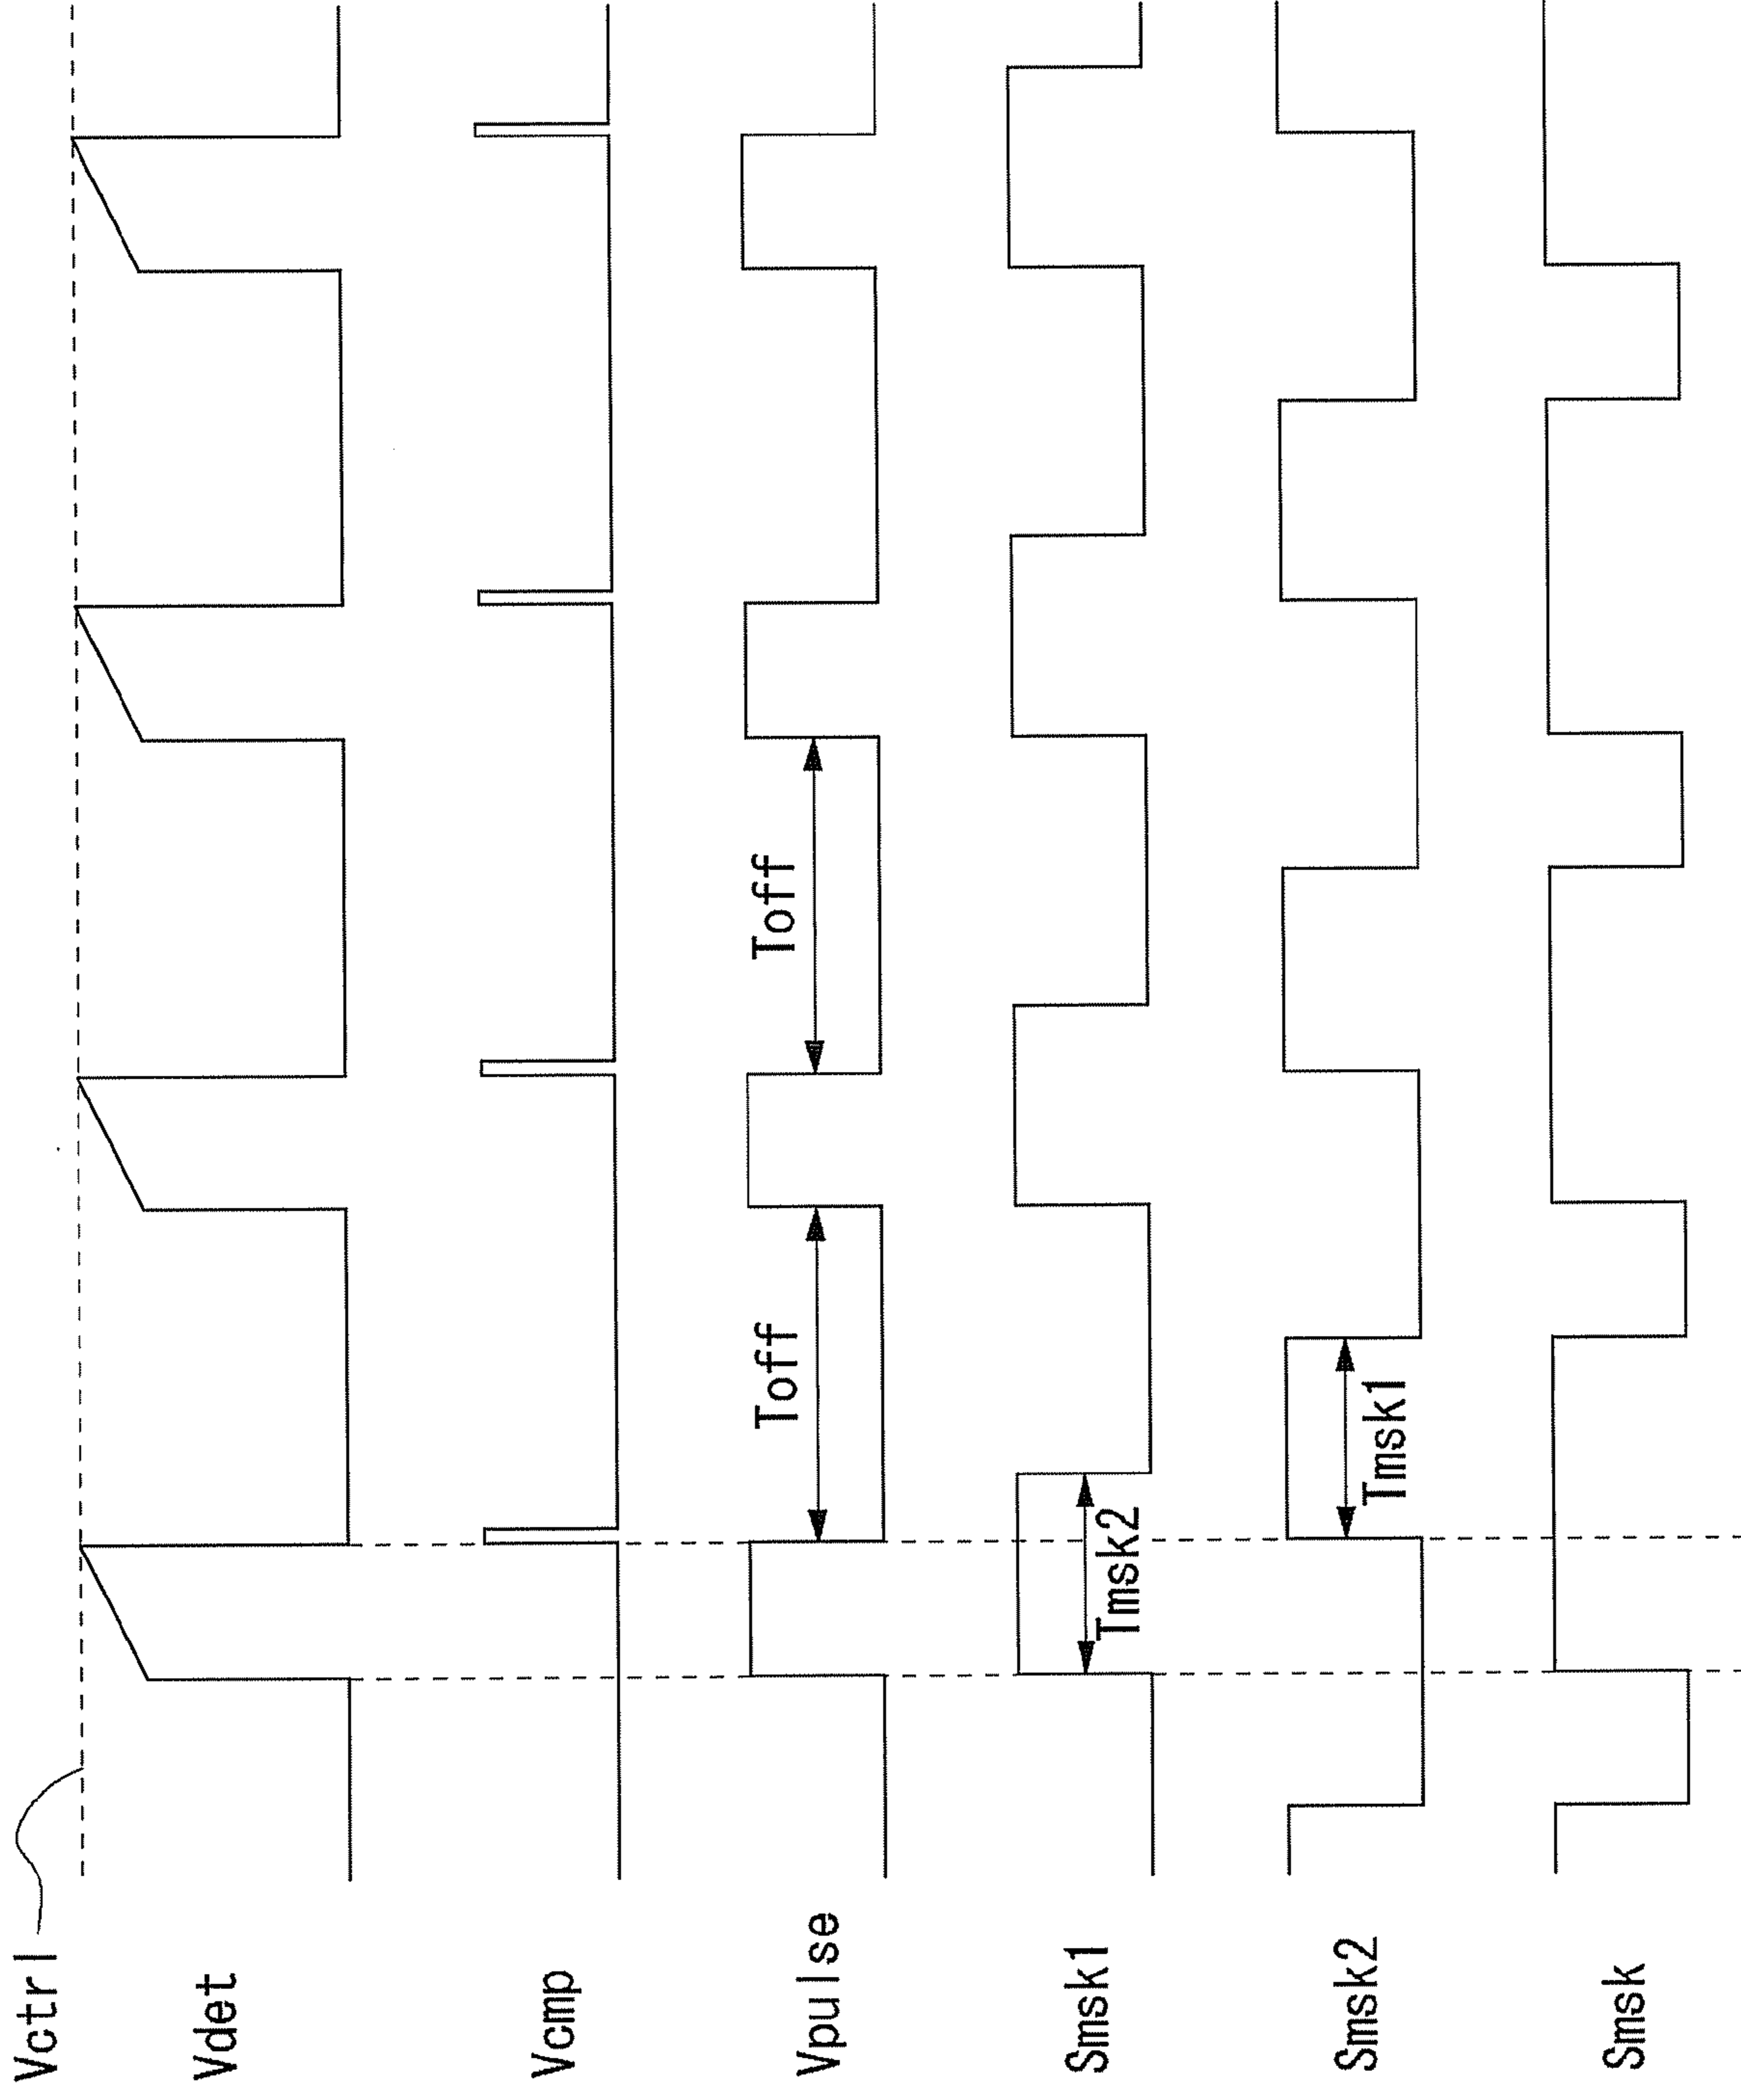 Vctrl
Vdet
Vcmp
Vpulse
Toff
Toff
Smsk1
Tmsk2
Smsk2
Tmsk1
Smsk